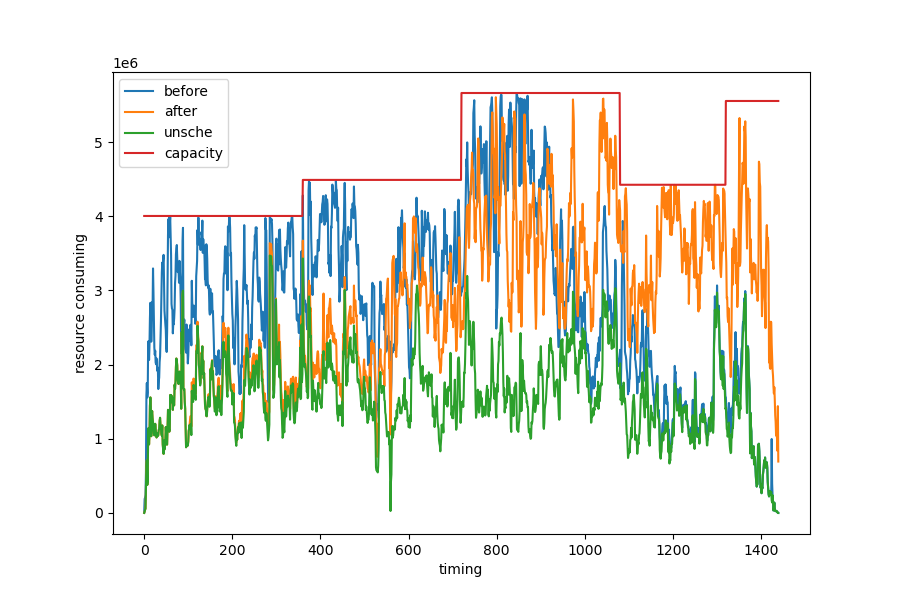 1e6
before
after
unsche
capacity
5
4
3
2
1
0
resource consuming
0 200 400 600 800 1000 1200 1400
timing